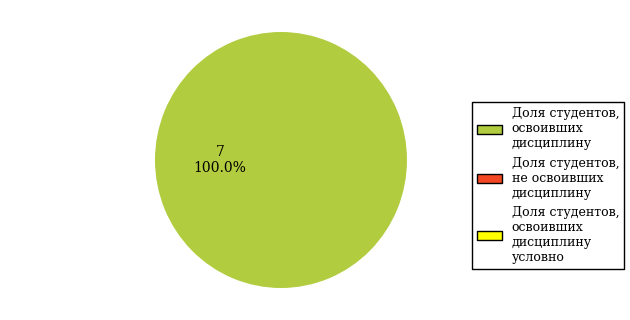 7
100.0%
Доля студентов,
освоивших
дисциплину
Доля студентов,
не освоивших
дисциплину
Доля студентов,
освоивших
дисциплину
условно